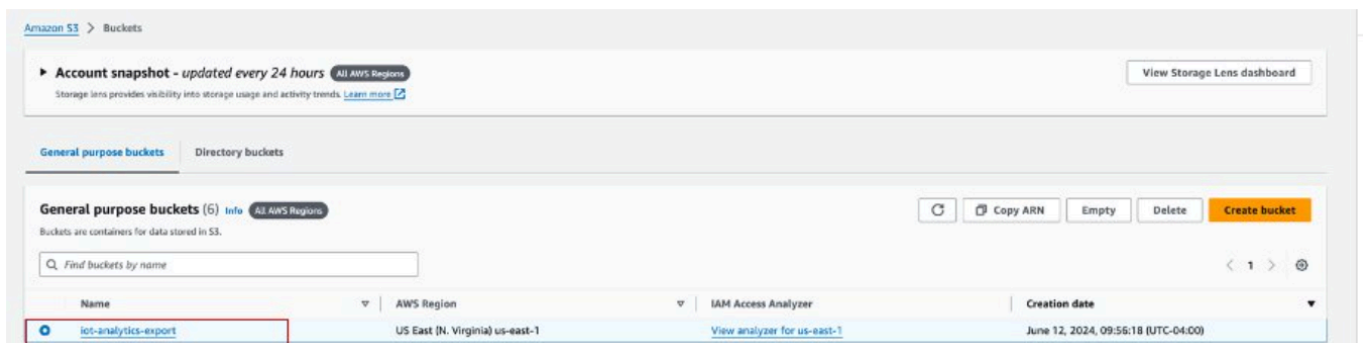 Amazon S3 > Buckets
Account snapshot - updated every 24 hours All AWS Regions
View Storage Lens dashboard
Storage lens provides visibility into storage usage and activity trends. Learn more
General purpose buckets Directory buckets
General purpose buckets (6) Info All AWS Regions
Copy ARN Empty Delete Create bucket
Buckets are containers for data stored in S3.
Find buckets by name
< 1 >
Name AWS Region IAM Access Analyzer Creation date
iot-analytics-export US East (N. Virginia) us-east-1 View analyzer for us-east-1 June 12, 2024, 09:56:18 (UTC-04:00)